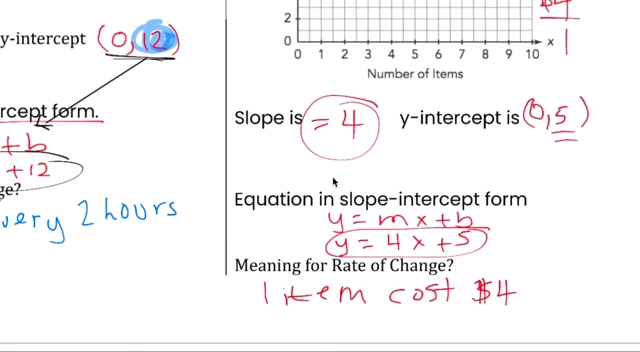 y-intercept (0,12)
rcept form.
+ b
+ 12
ge?
very 2 hours
2
0
0 1 2 3 4 5 6 7 8 9 10 x
Number of Items
$4
1
Slope is = 4 y-intercept is (0,5)
Equation in slope-intercept form
y = mx + b
y = 4x + 5
Meaning for Rate of Change?
1 item cost $4